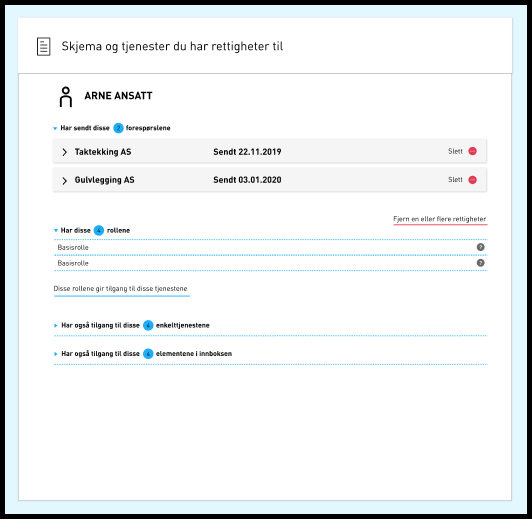 Skjema og tjenester du har rettigheter til
ARNE ANSATT
Har sendt disse 2 forespørslene
Taktekking AS Sendt 22.11.2019 Slett
Gulvlegging AS Sendt 03.01.2020 Slett
Fjern en eller flere rettigheter
Har disse 4 rollene
Basisrolle ?
Basisrolle ?
Disse rollene gir tilgang til disse tjenestene
Har også tilgang til disse 4 enkelttjenestene
Har også tilgang til disse 4 elementene i innboksen